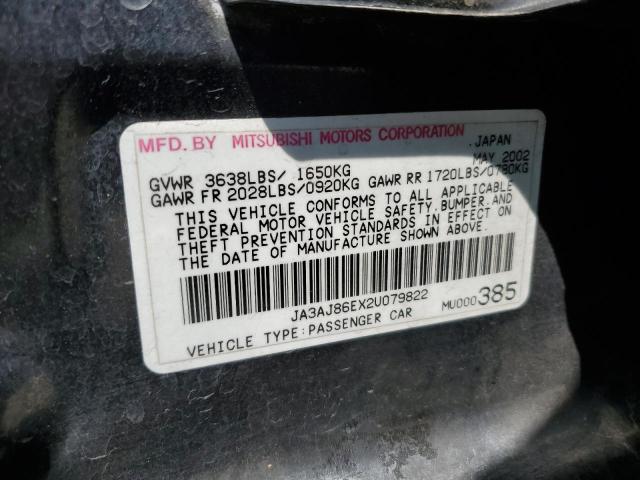 MFD. BY MITSUBISHI MOTORS CORPORATION .JAPAN
MAY 2002
GVWR 3638LBS/ 1650KG
GAWR FR 2028LBS/0920KG GAWR RR 1720LBS/0780KG
THIS VEHICLE CONFORMS TO ALL APPLICABLE
FEDERAL MOTOR VEHICLE SAFETY.BUMPER.AND
THEFT PREVENTION STANDARDS IN EFFECT ON
THE DATE OF MANUFACTURE SHOWN ABOVE.
JA3AJ86EX2U079822
MU000385
VEHICLE TYPE:PASSENGER CAR